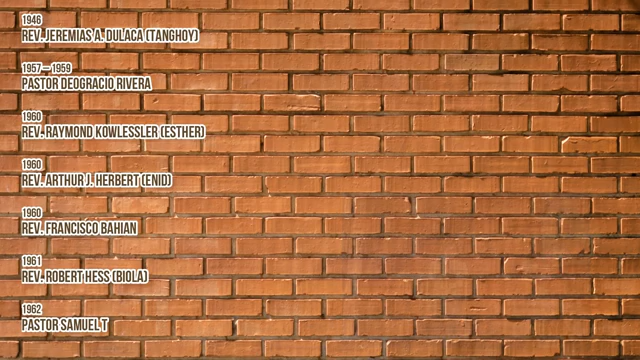 1946
REV. JEREMIAS A. DULACA (TANGHOY)
1957 – 1959
PASTOR DEOGRACIO RIVERA
1960
REV. RAYMOND KOWLESSLER (ESTHER)
1960
REV. ARTHUR J. HERBERT (ENID)
1960
REV. FRANCISCO BAHIAN
1961
REV. ROBERT HESS (BIOLA)
1962
PASTOR SAMUEL T